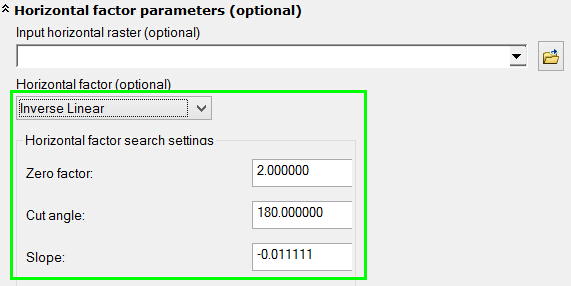 Horizontal factor parameters (optional)
Input horizontal raster (optional)
Horizontal factor (optional)
Inverse Linear
Horizontal factor search settings
Zero factor: 2.000000
Cut angle: 180.000000
Slope: -0.011111